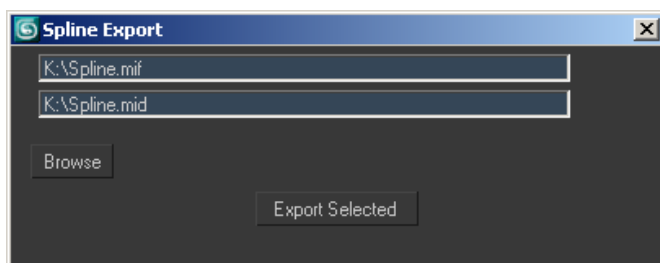 Spline Export
K:\Spline.mif
K:\Spline.mid
Browse
Export Selected